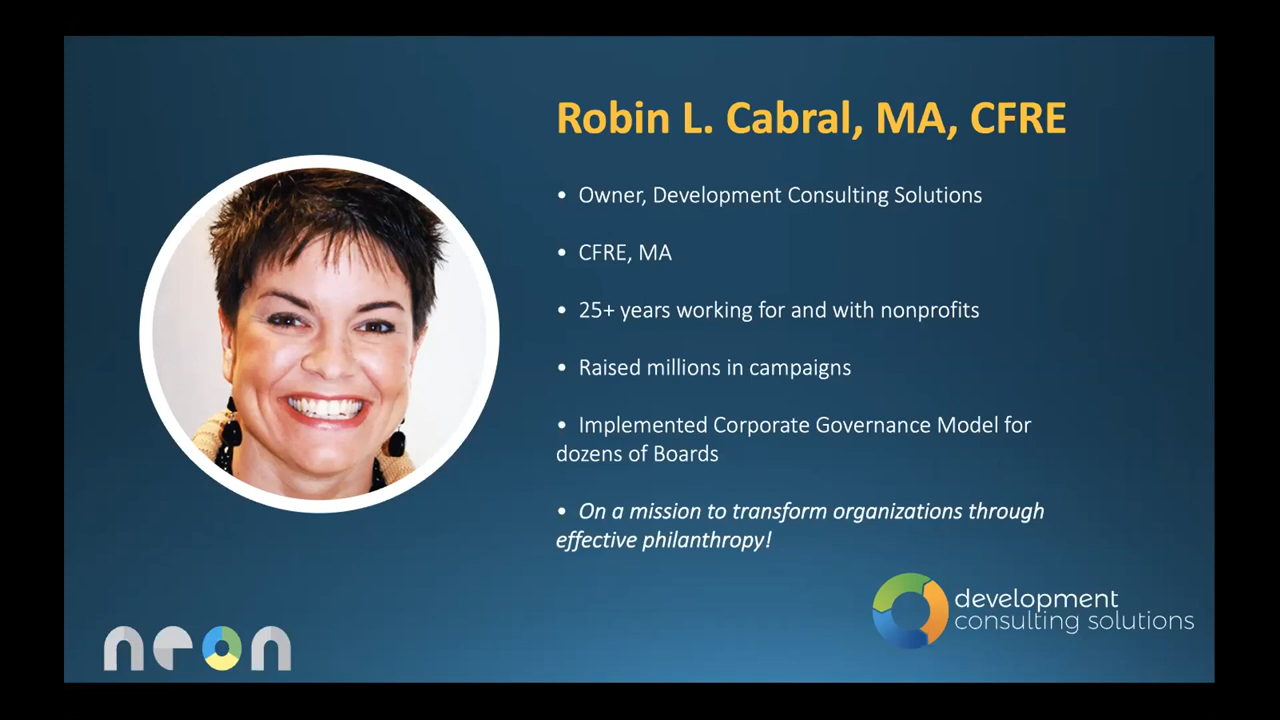 Robin L. Cabral, MA, CFRE
• Owner, Development Consulting Solutions
• CFRE, MA
• 25+ years working for and with nonprofits
• Raised millions in campaigns
• Implemented Corporate Governance Model for
dozens of Boards
• On a mission to transform organizations through
effective philanthropy!
development
consulting solutions
neon